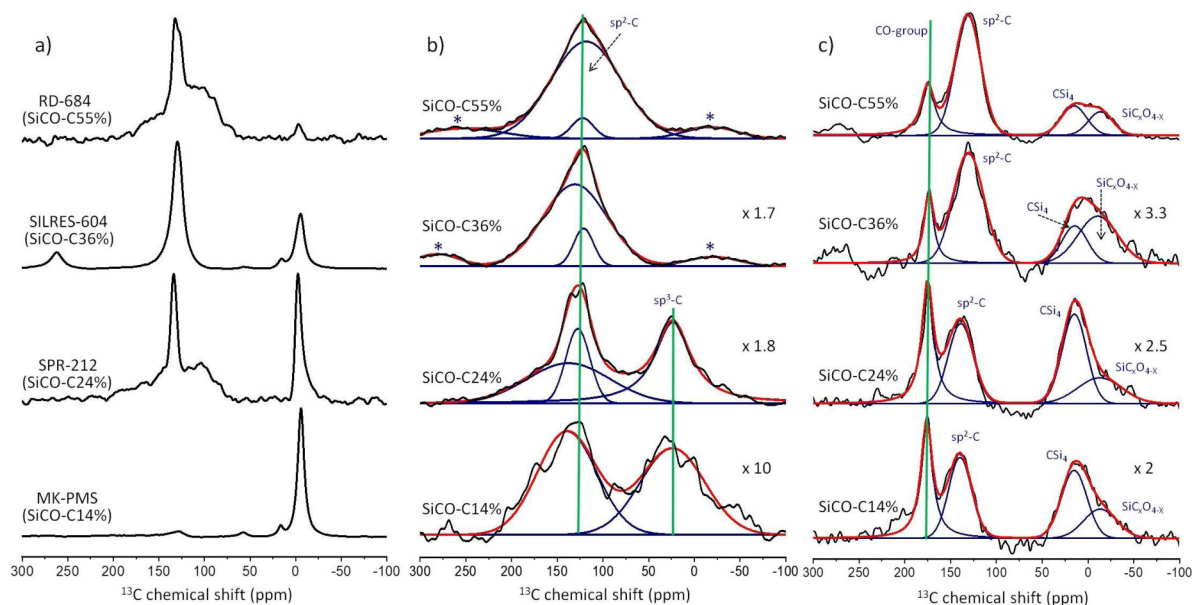 a)
RD-684
(SiCO-C55%)
SILRES-604
(SiCO-C36%)
SPR-212
(SiCO-C24%)
MK-PMS
(SiCO-C14%)
300 250 200 150 100 50 0 -50 -100
¹³C chemical shift (ppm)
b)
sp²-C
SiCO-C55%
* *
SiCO-C36%
x 1.7
* *
sp³-C
x 1.8
SiCO-C24%
x 10
SiCO-C14%
300 250 200 150 100 50 0 -50 -100
¹³C chemical shift (ppm)
c)
CO-group
sp²-C
SiCO-C55%
CSi₄
SiCₓO₄₋ₓ
sp²-C
SiCO-C36%
CSi₄
SiCₓO₄₋ₓ
x 3.3
sp²-C
CSi₄
x 2.5
SiCO-C24%
SiCₓO₄₋ₓ
sp²-C
CSi₄
x 2
SiCO-C14%
SiCₓO₄₋ₓ
300 250 200 150 100 50 0 -50 -100
¹³C chemical shift (ppm)